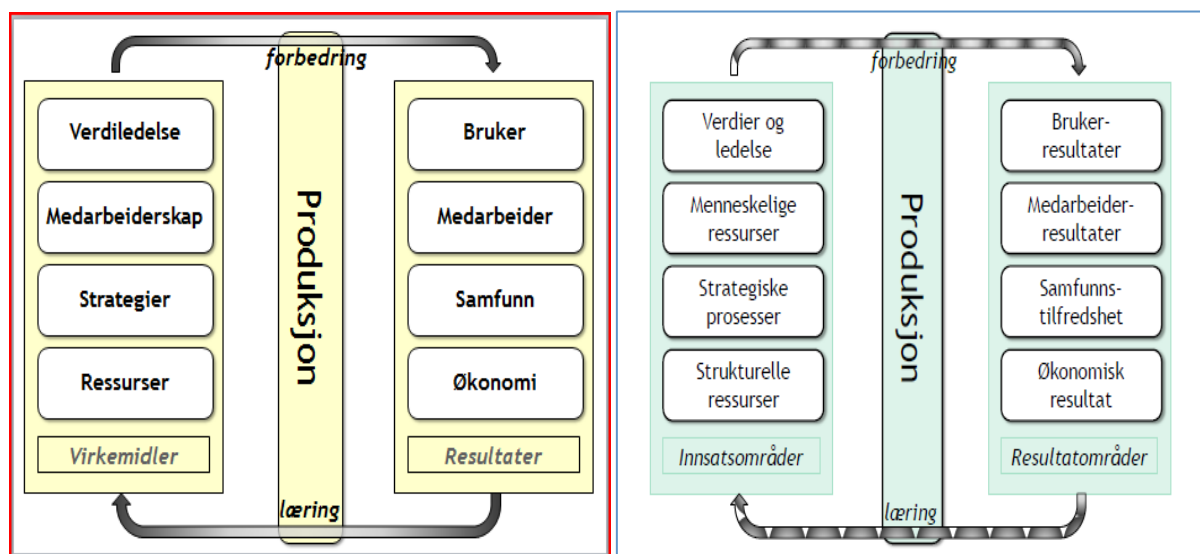 forbedring
Verdiledelse
Medarbeiderskap
Strategier
Ressurser
Virkemidler
Produksjon
Bruker
Medarbeider
Samfunn
Økonomi
Resultater
læring
forbedring
Verdier og
ledelse
Menneskelige
ressurser
Strategiske
prosesser
Strukturelle
ressurser
Innsatsområder
Produksjon
Bruker-
resultater
Medarbeider-
resultater
Samfunns-
tilfredshet
Økonomisk
resultat
Resultatområder
læring